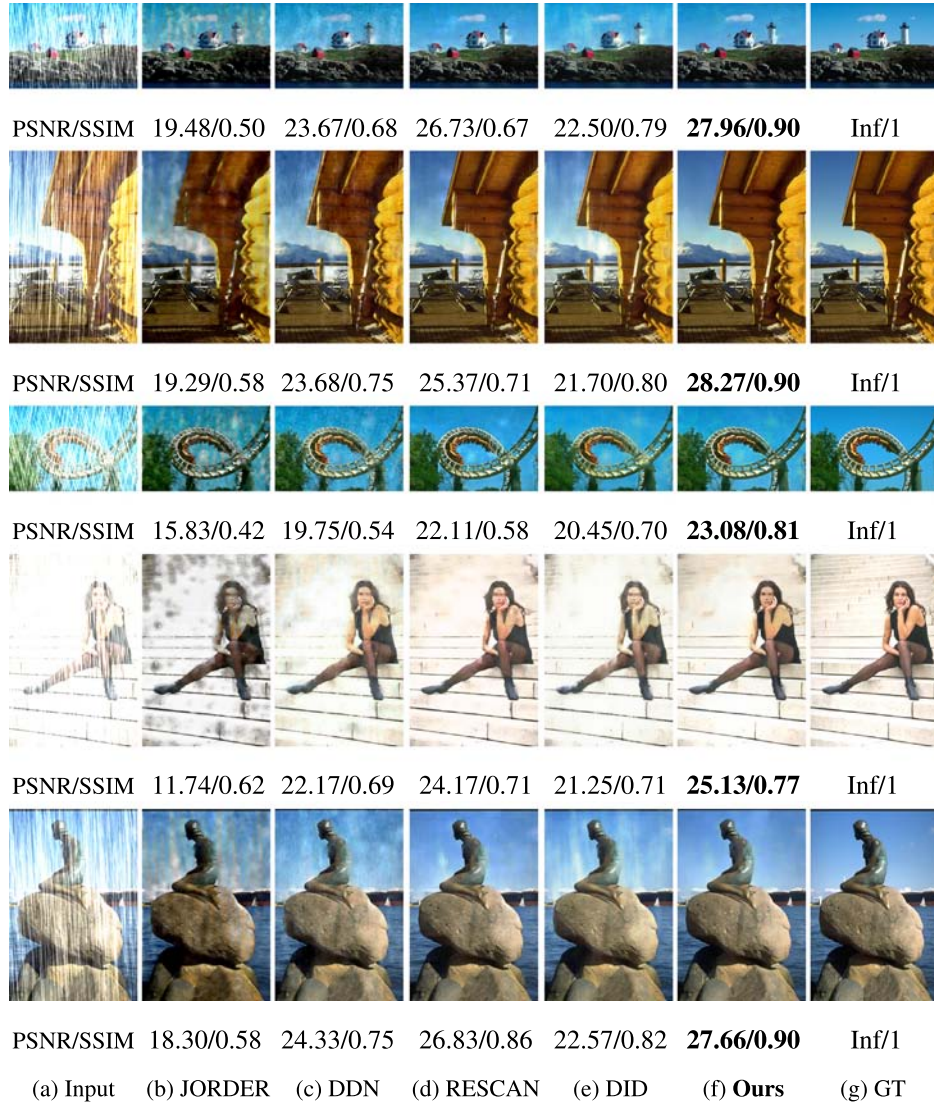 PSNR/SSIM 19.48/0.50 23.67/0.68 26.73/0.67 22.50/0.79 27.96/0.90 Inf/1
PSNR/SSIM 19.29/0.58 23.68/0.75 25.37/0.71 21.70/0.80 28.27/0.90 Inf/1
PSNR/SSIM 15.83/0.42 19.75/0.54 22.11/0.58 20.45/0.70 23.08/0.81 Inf/1
PSNR/SSIM 11.74/0.62 22.17/0.69 24.17/0.71 21.25/0.71 25.13/0.77 Inf/1
PSNR/SSIM 18.30/0.58 24.33/0.75 26.83/0.86 22.57/0.82 27.66/0.90 Inf/1
(a) Input (b) JORDER (c) DDN (d) RESCAN (e) DID (f) Ours (g) GT